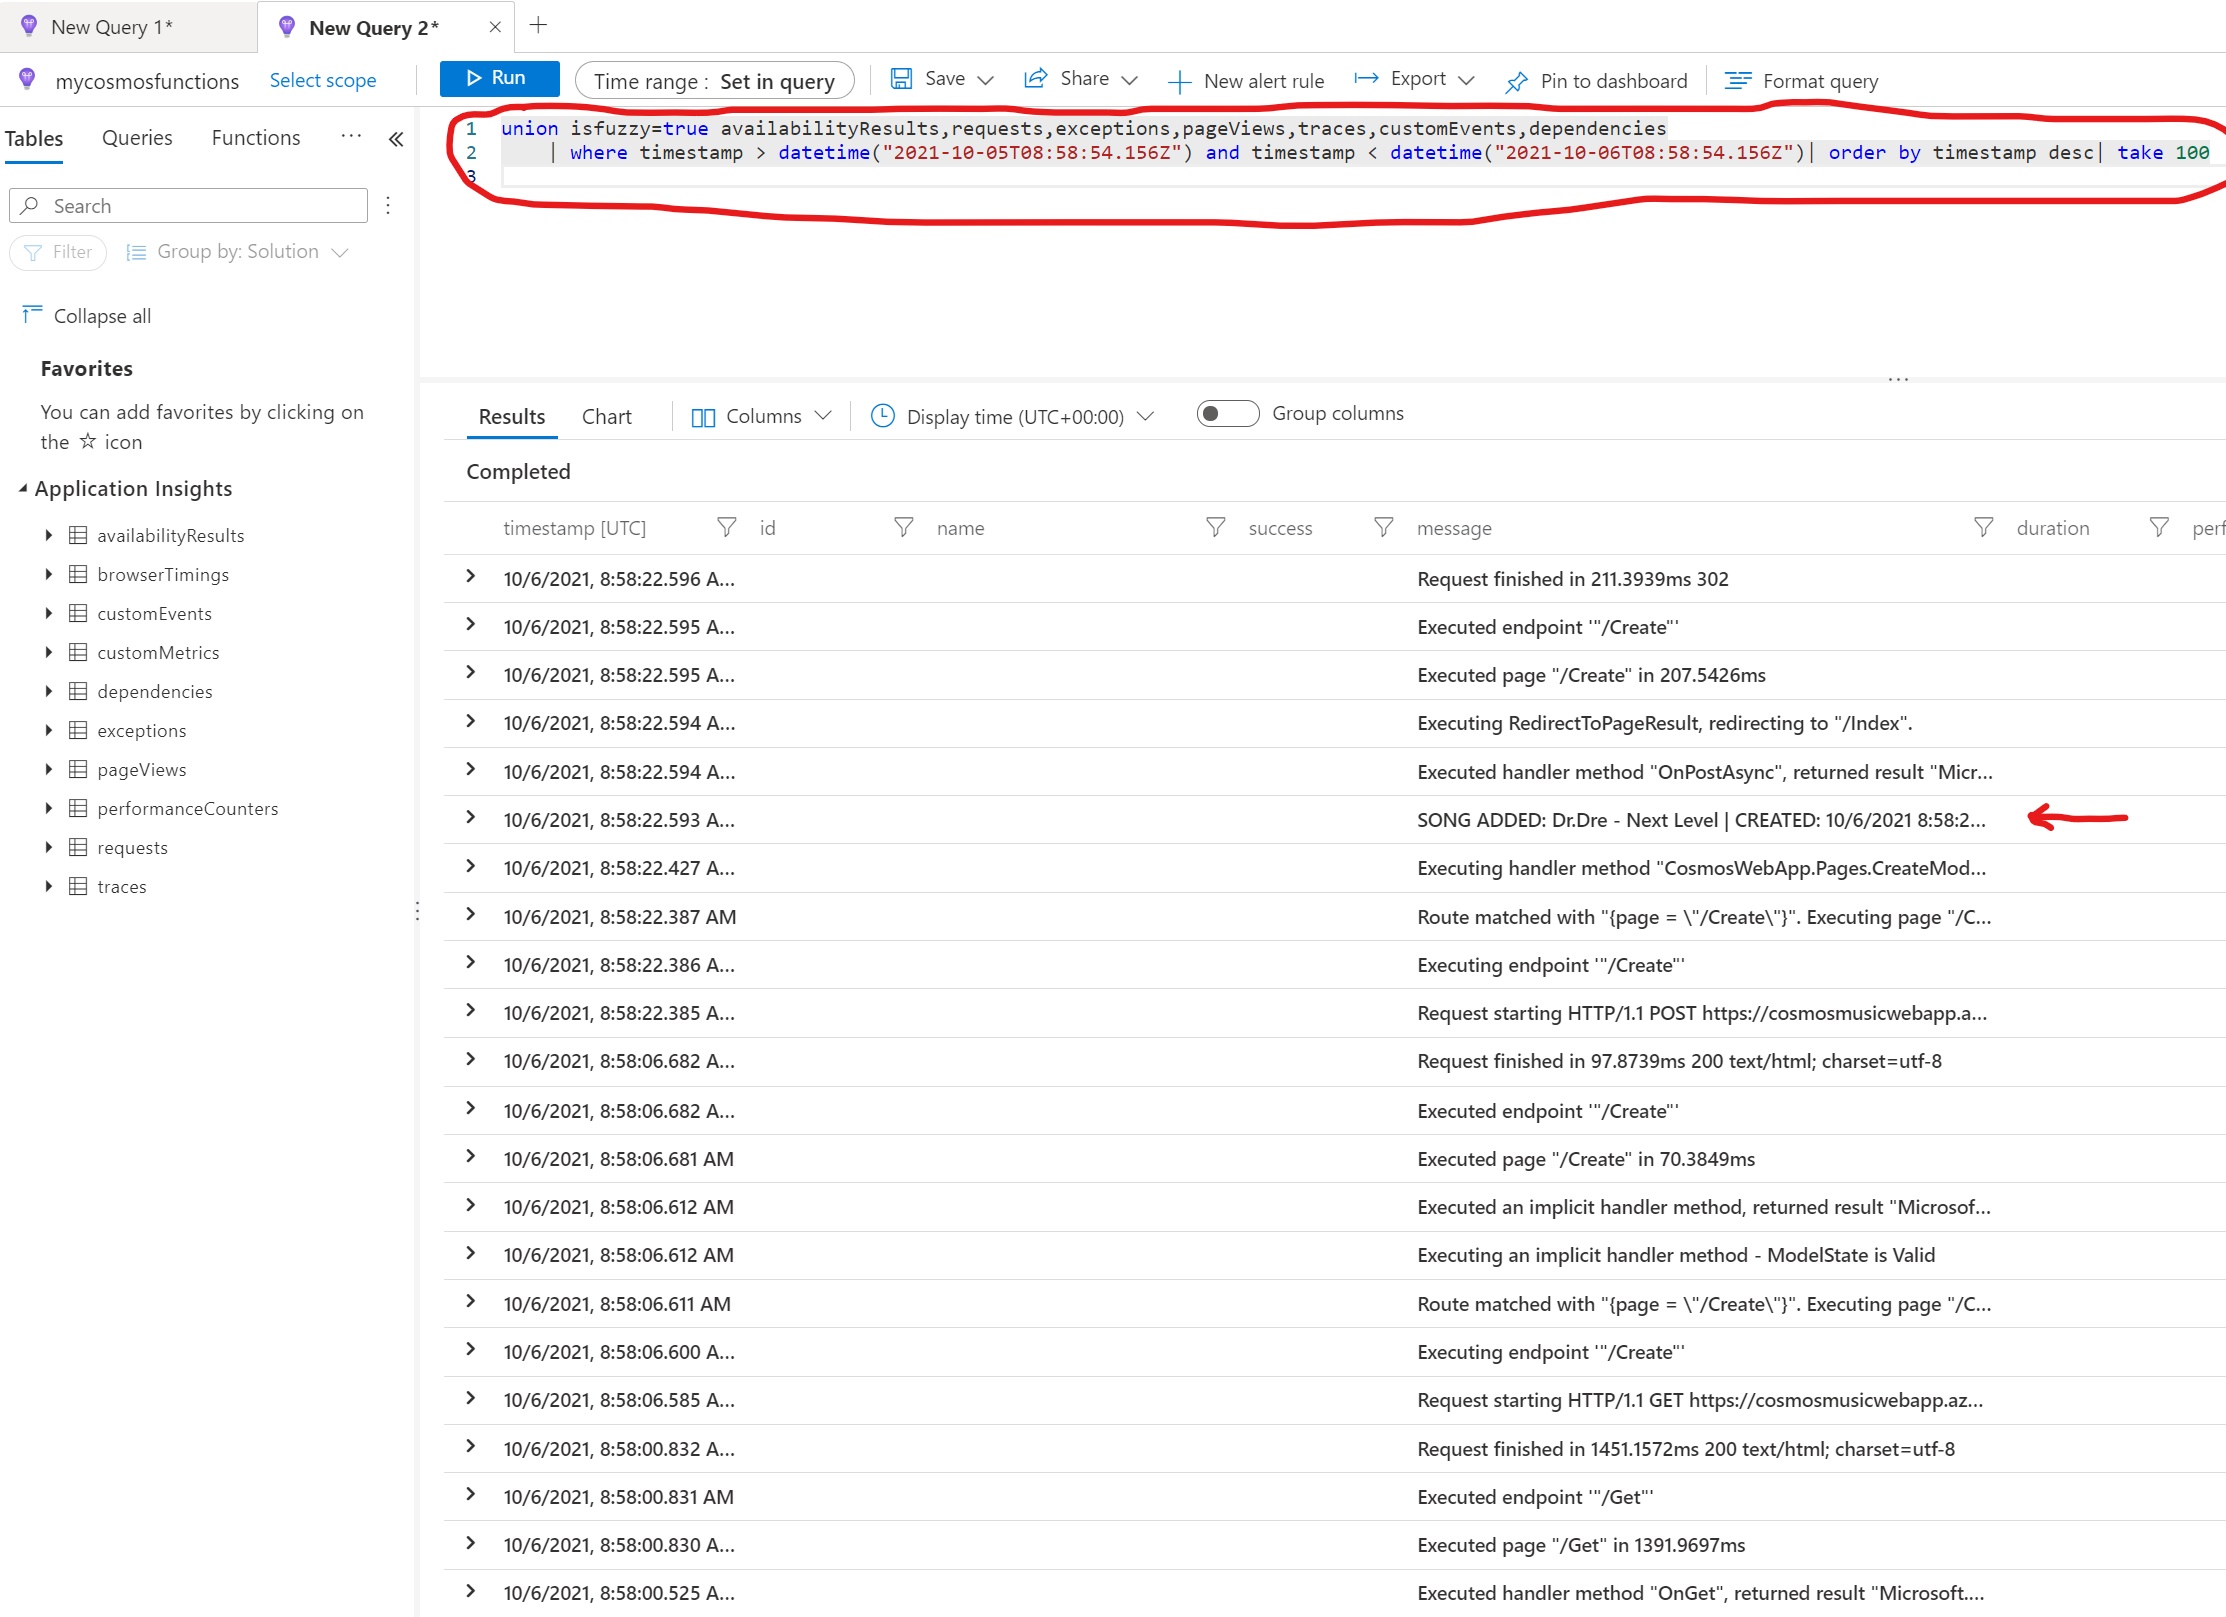 New Query 1*
New Query 2*
mycosmosfunctions Select scope Run Time range : Set in query Save Share New alert rule Export Pin to dashboard Format query
Tables Queries Functions ··· «
Search
Filter Group by: Solution
Collapse all
Favorites
You can add favorites by clicking on
the ☆ icon
Application Insights
availabilityResults
browserTimings
customEvents
customMetrics
dependencies
exceptions
pageViews
performanceCounters
requests
traces
1 union isfuzzy=true availabilityResults,requests,exceptions,pageViews,traces,customEvents,dependencies
2 | where timestamp > datetime("2021-10-05T08:58:54.156Z") and timestamp < datetime("2021-10-06T08:58:54.156Z")| order by timestamp desc| take 100
3
Results Chart Columns Display time (UTC+00:00) Group columns
Completed
timestamp [UTC] id name success message duration perf
10/6/2021, 8:58:22.596 A... Request finished in 211.3939ms 302
10/6/2021, 8:58:22.595 A... Executed endpoint '"/Create"'
10/6/2021, 8:58:22.595 A... Executed page "/Create" in 207.5426ms
10/6/2021, 8:58:22.594 A... Executing RedirectToPageResult, redirecting to "/Index".
10/6/2021, 8:58:22.594 A... Executed handler method "OnPostAsync", returned result "Micr...
10/6/2021, 8:58:22.593 A... SONG ADDED: Dr.Dre - Next Level | CREATED: 10/6/2021 8:58:2...
10/6/2021, 8:58:22.427 A... Executing handler method "CosmosWebApp.Pages.CreateMod...
10/6/2021, 8:58:22.387 AM Route matched with "{page = \"/Create\"}". Executing page "/C...
10/6/2021, 8:58:22.386 A... Executing endpoint '"/Create"'
10/6/2021, 8:58:22.385 A... Request starting HTTP/1.1 POST https://cosmosmusicwebapp.a...
10/6/2021, 8:58:06.682 A... Request finished in 97.8739ms 200 text/html; charset=utf-8
10/6/2021, 8:58:06.682 A... Executed endpoint '"/Create"'
10/6/2021, 8:58:06.681 AM Executed page "/Create" in 70.3849ms
10/6/2021, 8:58:06.612 AM Executed an implicit handler method, returned result "Microsof...
10/6/2021, 8:58:06.612 AM Executing an implicit handler method - ModelState is Valid
10/6/2021, 8:58:06.611 AM Route matched with "{page = \"/Create\"}". Executing page "/C...
10/6/2021, 8:58:06.600 A... Executing endpoint '"/Create"'
10/6/2021, 8:58:06.585 A... Request starting HTTP/1.1 GET https://cosmosmusicwebapp.az...
10/6/2021, 8:58:00.832 A... Request finished in 1451.1572ms 200 text/html; charset=utf-8
10/6/2021, 8:58:00.831 AM Executed endpoint '"/Get"'
10/6/2021, 8:58:00.830 A... Executed page "/Get" in 1391.9697ms
10/6/2021, 8:58:00.525 A... Executed handler method "OnGet", returned result "Microsoft....